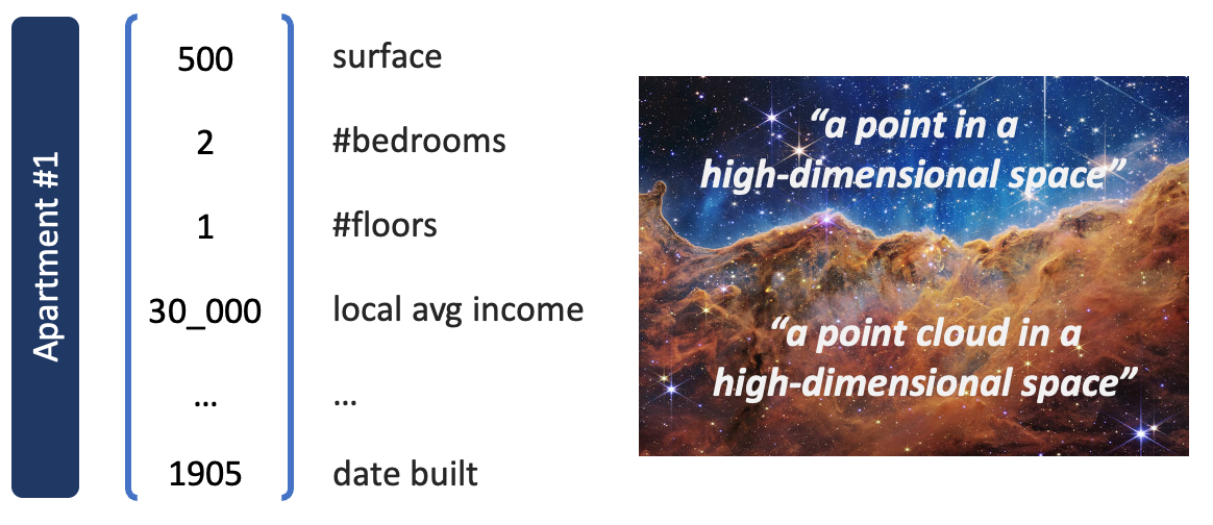 Apartment #1
500 surface
2 #bedrooms
1 #floors
30_000 local avg income
... ...
1905 date built
“a point in a
high-dimensional space”
“a point cloud in a
high-dimensional space”